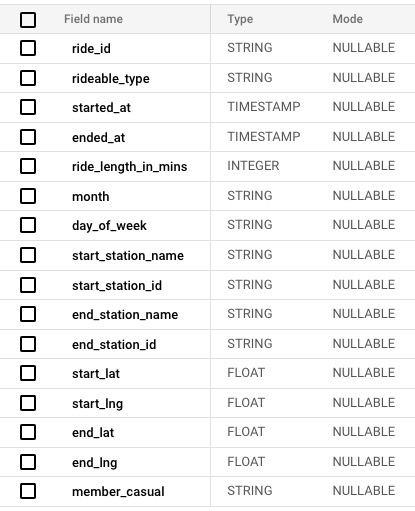 Field name Type Mode
ride_id STRING NULLABLE
rideable_type STRING NULLABLE
started_at TIMESTAMP NULLABLE
ended_at TIMESTAMP NULLABLE
ride_length_in_mins INTEGER NULLABLE
month STRING NULLABLE
day_of_week STRING NULLABLE
start_station_name STRING NULLABLE
start_station_id STRING NULLABLE
end_station_name STRING NULLABLE
end_station_id STRING NULLABLE
start_lat FLOAT NULLABLE
start_lng FLOAT NULLABLE
end_lat FLOAT NULLABLE
end_lng FLOAT NULLABLE
member_casual STRING NULLABLE